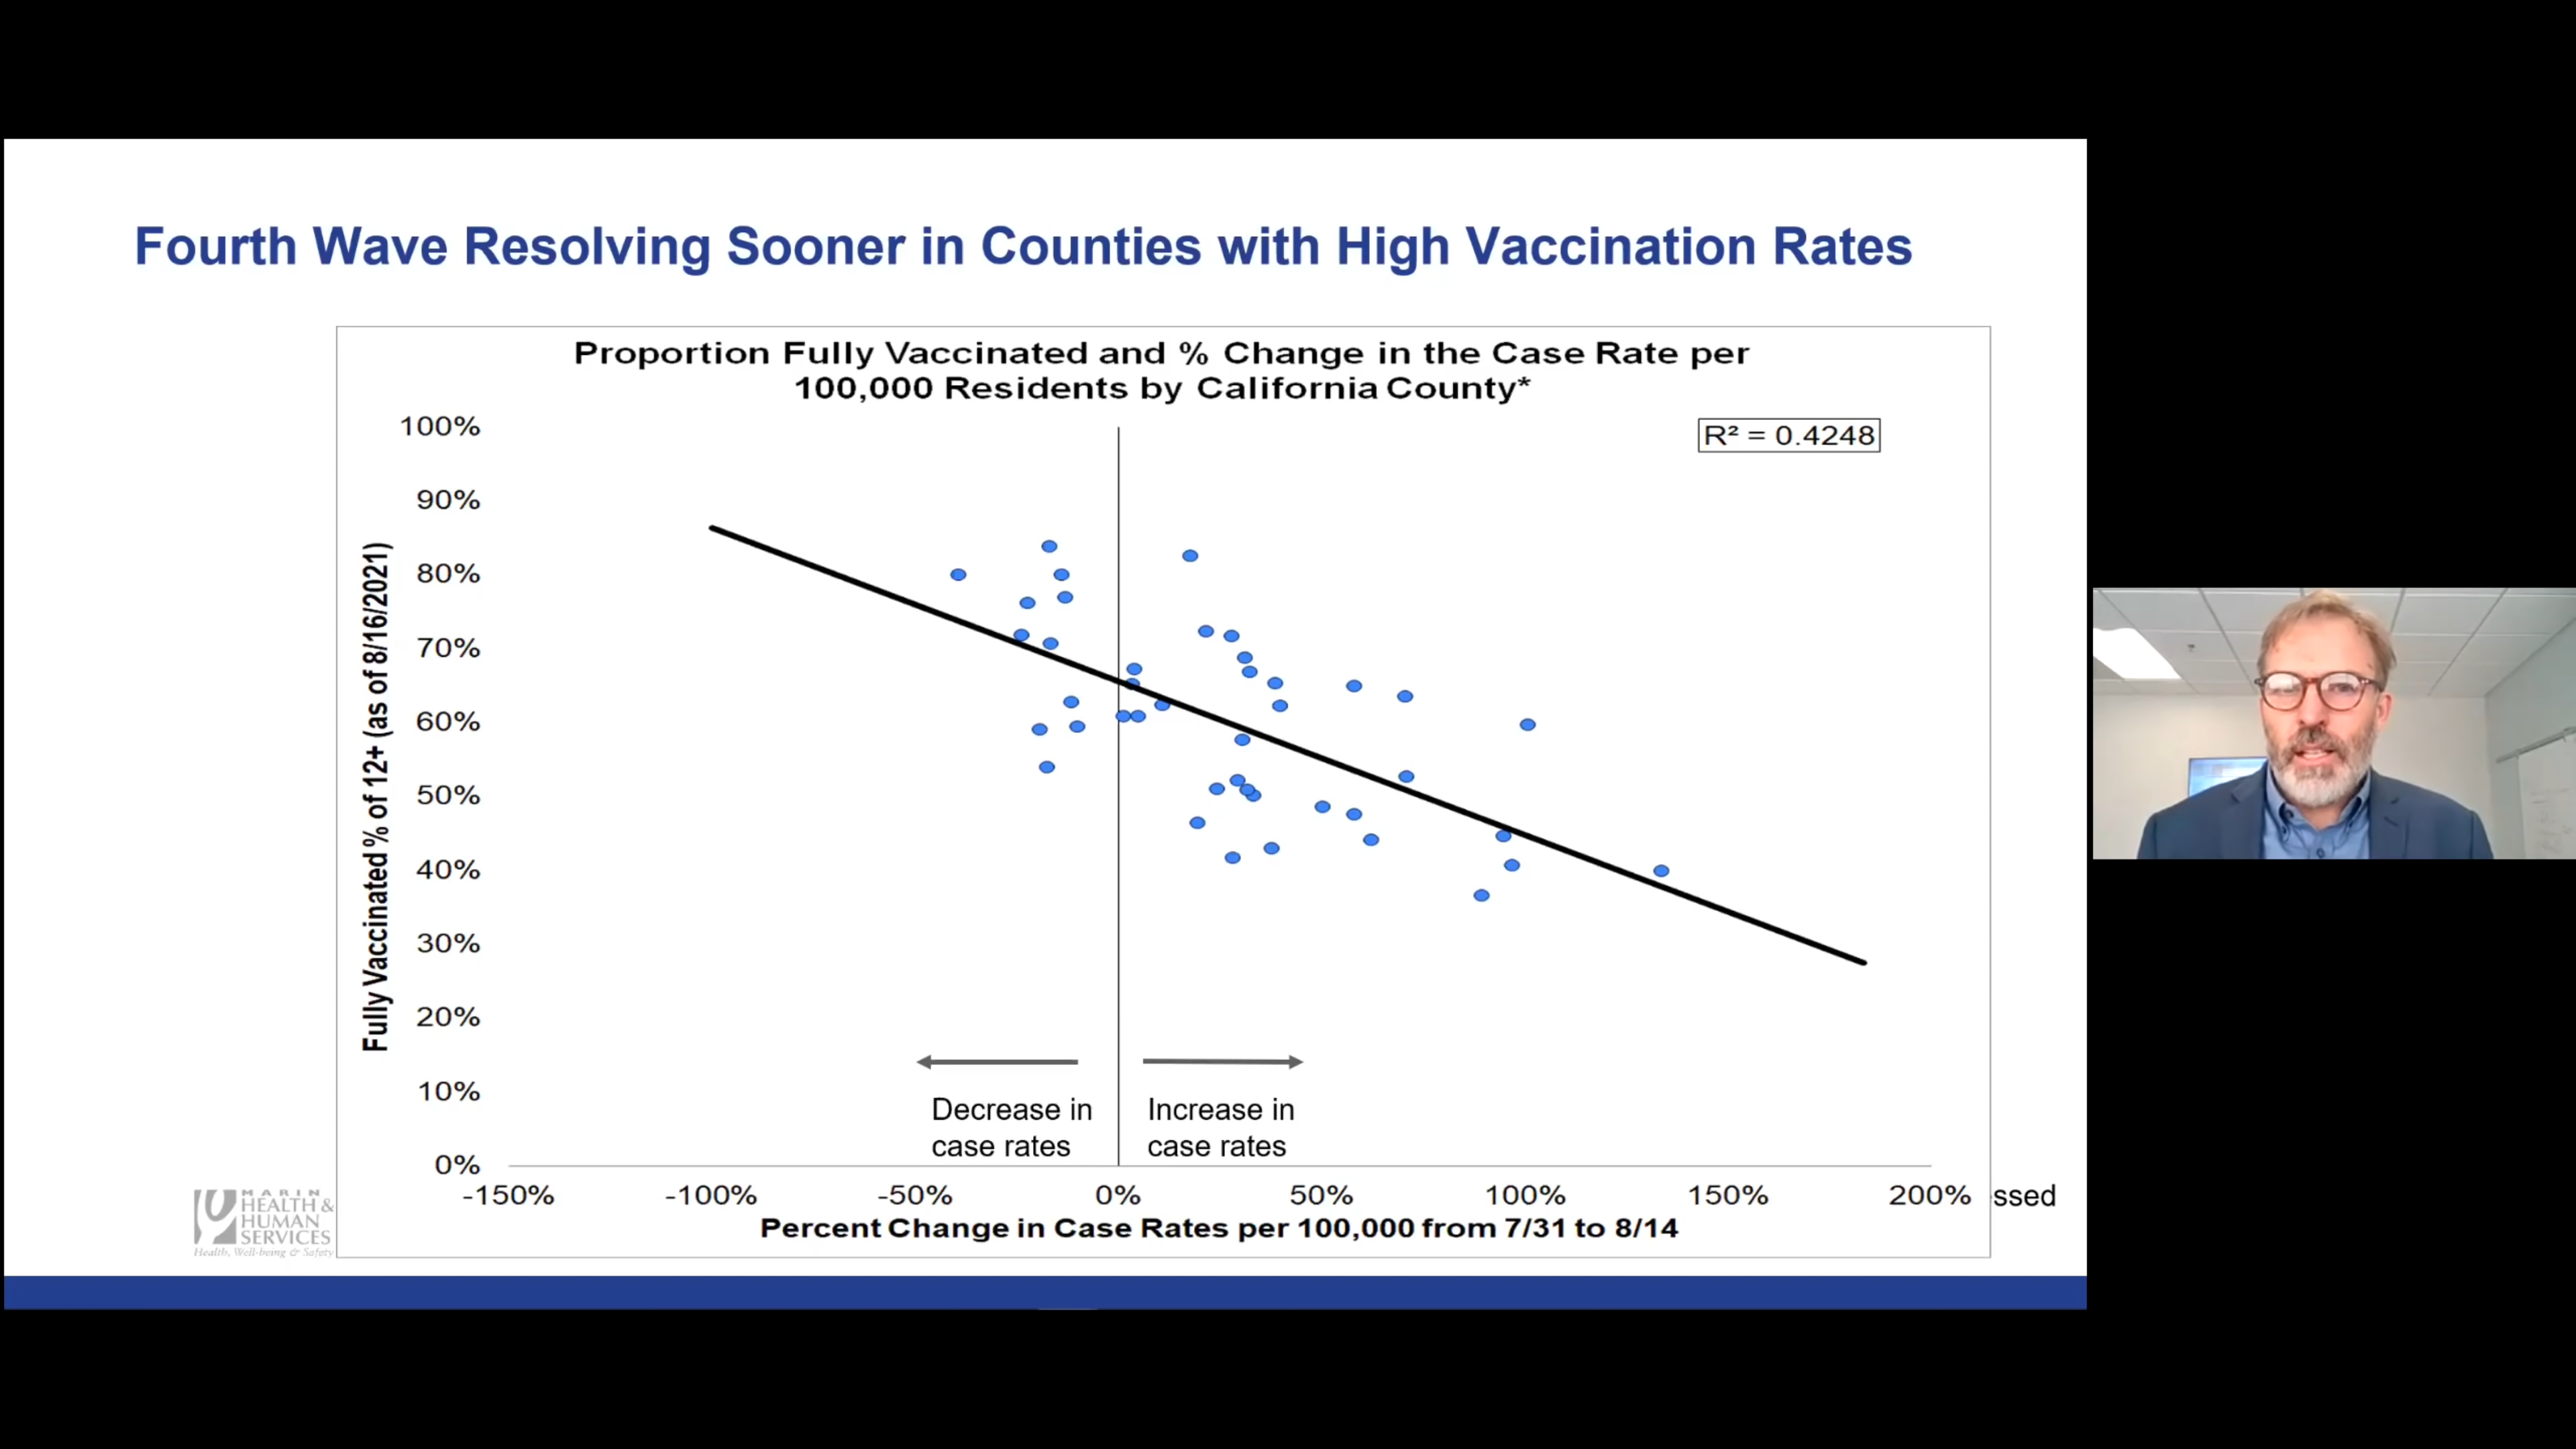 Fourth Wave Resolving Sooner in Counties with High Vaccination Rates
Proportion Fully Vaccinated and % Change in the Case Rate per
100,000 Residents by California County*
R² = 0.4248
Fully Vaccinated % of 12+ (as of 8/16/2021)
100%
90%
80%
70%
60%
50%
40%
30%
20%
10%
0%
Decrease in
case rates
Increase in
case rates
-150% -100% -50% 0% 50% 100% 150% 200%
Percent Change in Case Rates per 100,000 from 7/31 to 8/14
ssed
MARIN
HEALTH &
HUMAN
SERVICES
Health, Well-being & Safety